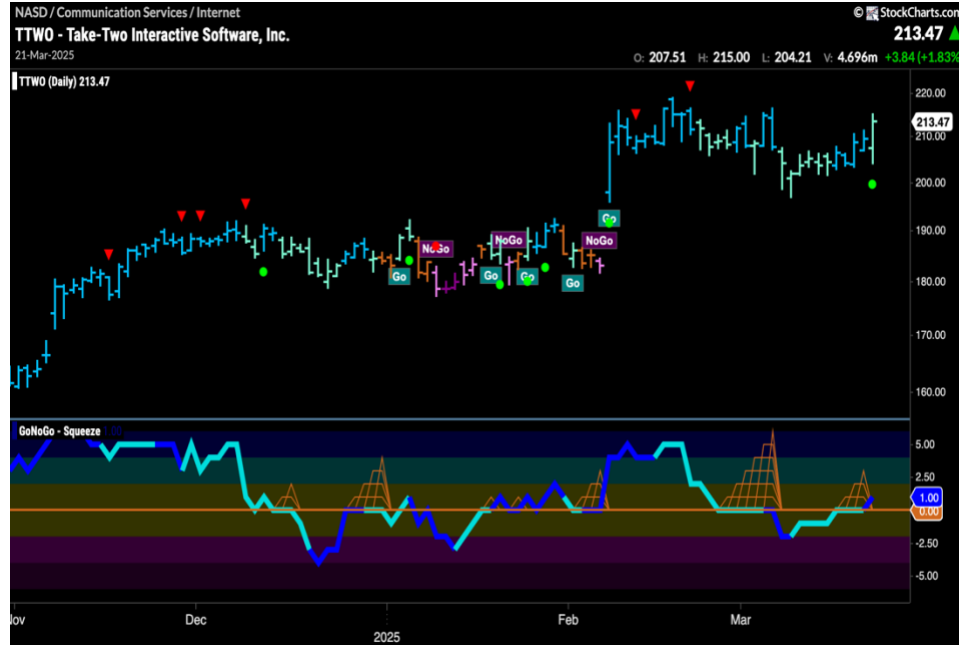 NASD / Communication Services / Internet © StockCharts.com
TTWO - Take-Two Interactive Software, Inc. 213.47
21-Mar-2025 O: 207.51 H: 215.00 L: 204.21 V: 4.696m +3.84 (+1.83%
TTWO (Daily) 213.47
220.00
213.47
210.00
200.00
190.00
180.00
170.00
160.00
Go
NoGo
Go
NoGo
Go
Go
NoGo
Go
GoNoGo - Squeeze 1.00
5.00
2.50
1.00
0.00
-2.50
-5.00
Nov Dec 2025 Feb Mar